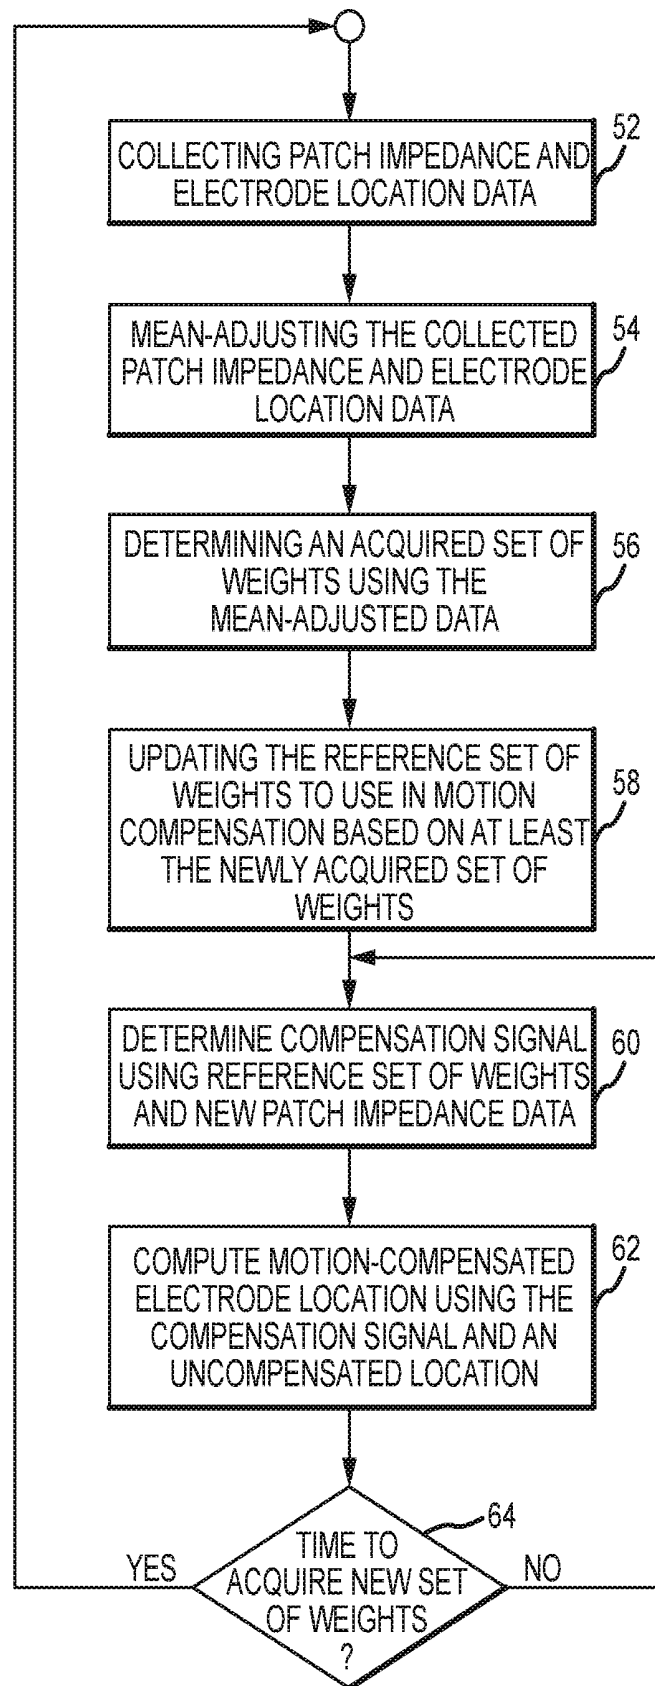 COLLECTING PATCH IMPEDANCE AND
ELECTRODE LOCATION DATA
52
MEAN-ADJUSTING THE COLLECTED
PATCH IMPEDANCE AND ELECTRODE
LOCATION DATA
54
DETERMINING AN ACQUIRED SET OF
WEIGHTS USING THE
MEAN-ADJUSTED DATA
56
UPDATING THE REFERENCE SET OF
WEIGHTS TO USE IN MOTION
COMPENSATION BASED ON AT LEAST
THE NEWLY ACQUIRED SET OF
WEIGHTS
58
DETERMINE COMPENSATION SIGNAL
USING REFERENCE SET OF WEIGHTS
AND NEW PATCH IMPEDANCE DATA
60
COMPUTE MOTION-COMPENSATED
ELECTRODE LOCATION USING THE
COMPENSATION SIGNAL AND AN
UNCOMPENSATED LOCATION
62
64
YES
TIME TO
ACQUIRE NEW SET
OF WEIGHTS
?
NO